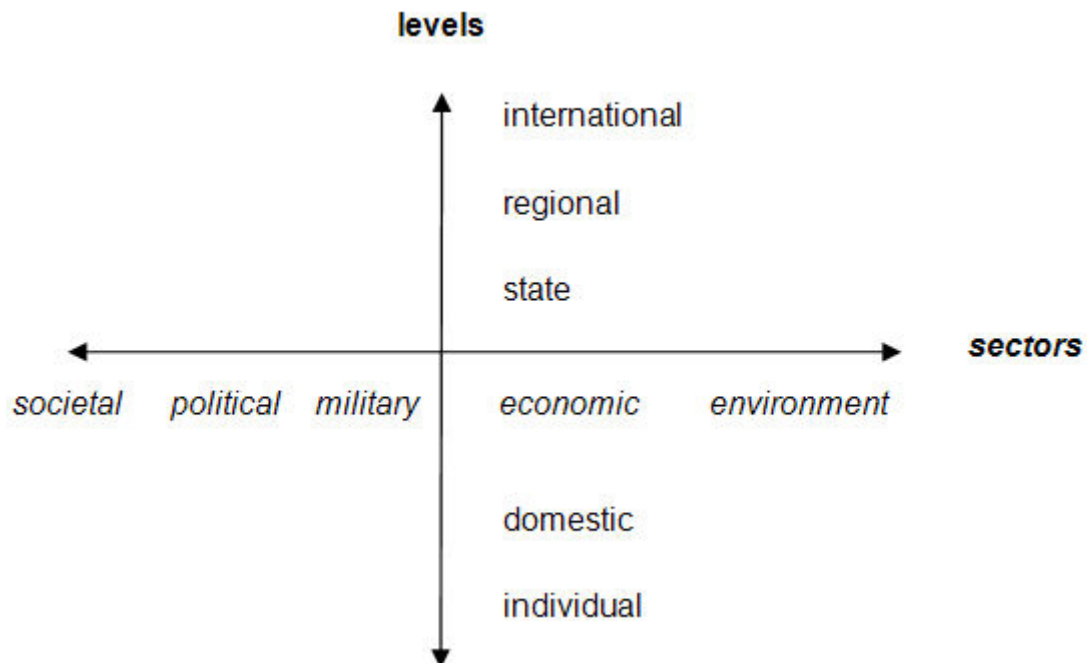 levels
international
regional
state
sectors
societal political military economic environment
domestic
individual